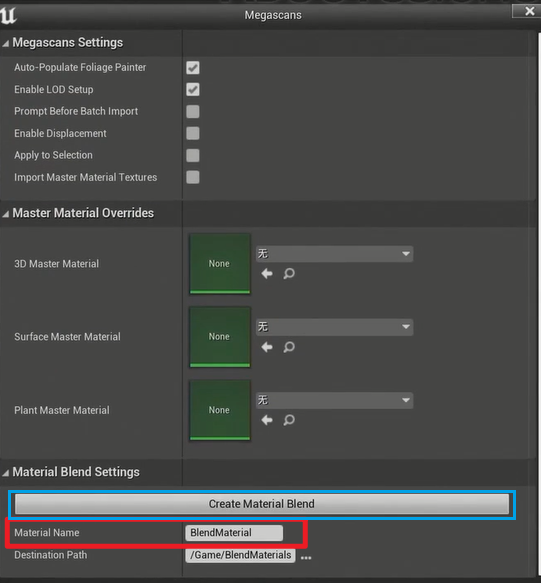 Megascans
Megascans Settings
Auto-Populate Foliage Painter
Enable LOD Setup
Prompt Before Batch Import
Enable Displacement
Apply to Selection
Import Master Material Textures
Master Material Overrides
3D Master Material
None
无
Surface Master Material
None
无
Plant Master Material
None
无
Material Blend Settings
Create Material Blend
Material Name
BlendMaterial
Destination Path
/Game/BlendMaterials
...